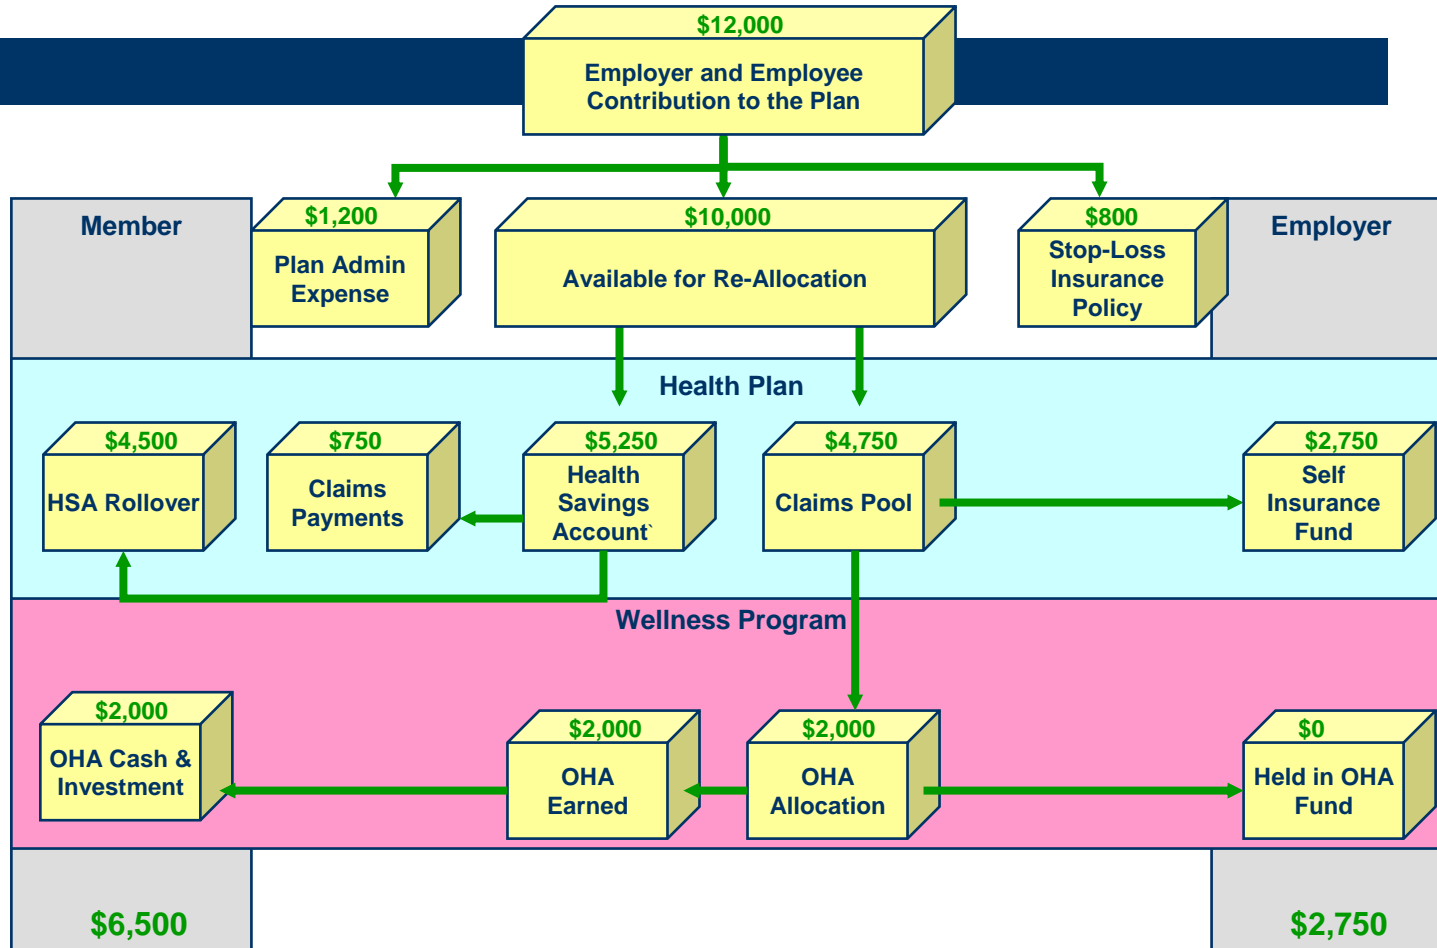 $12,000
Employer and Employee
Contribution to the Plan
Member
$1,200
Plan Admin
Expense
$10,000
Available for Re-Allocation
$800
Stop-Loss
Insurance
Policy
Employer
Health Plan
$4,500
HSA Rollover
$750
Claims
Payments
$5,250
Health
Savings
Account`
$4,750
Claims Pool
$2,750
Self
Insurance
Fund
Wellness Program
$2,000
OHA Cash &
Investment
$2,000
OHA
Earned
$2,000
OHA
Allocation
$0
Held in OHA
Fund
$6,500
$2,750